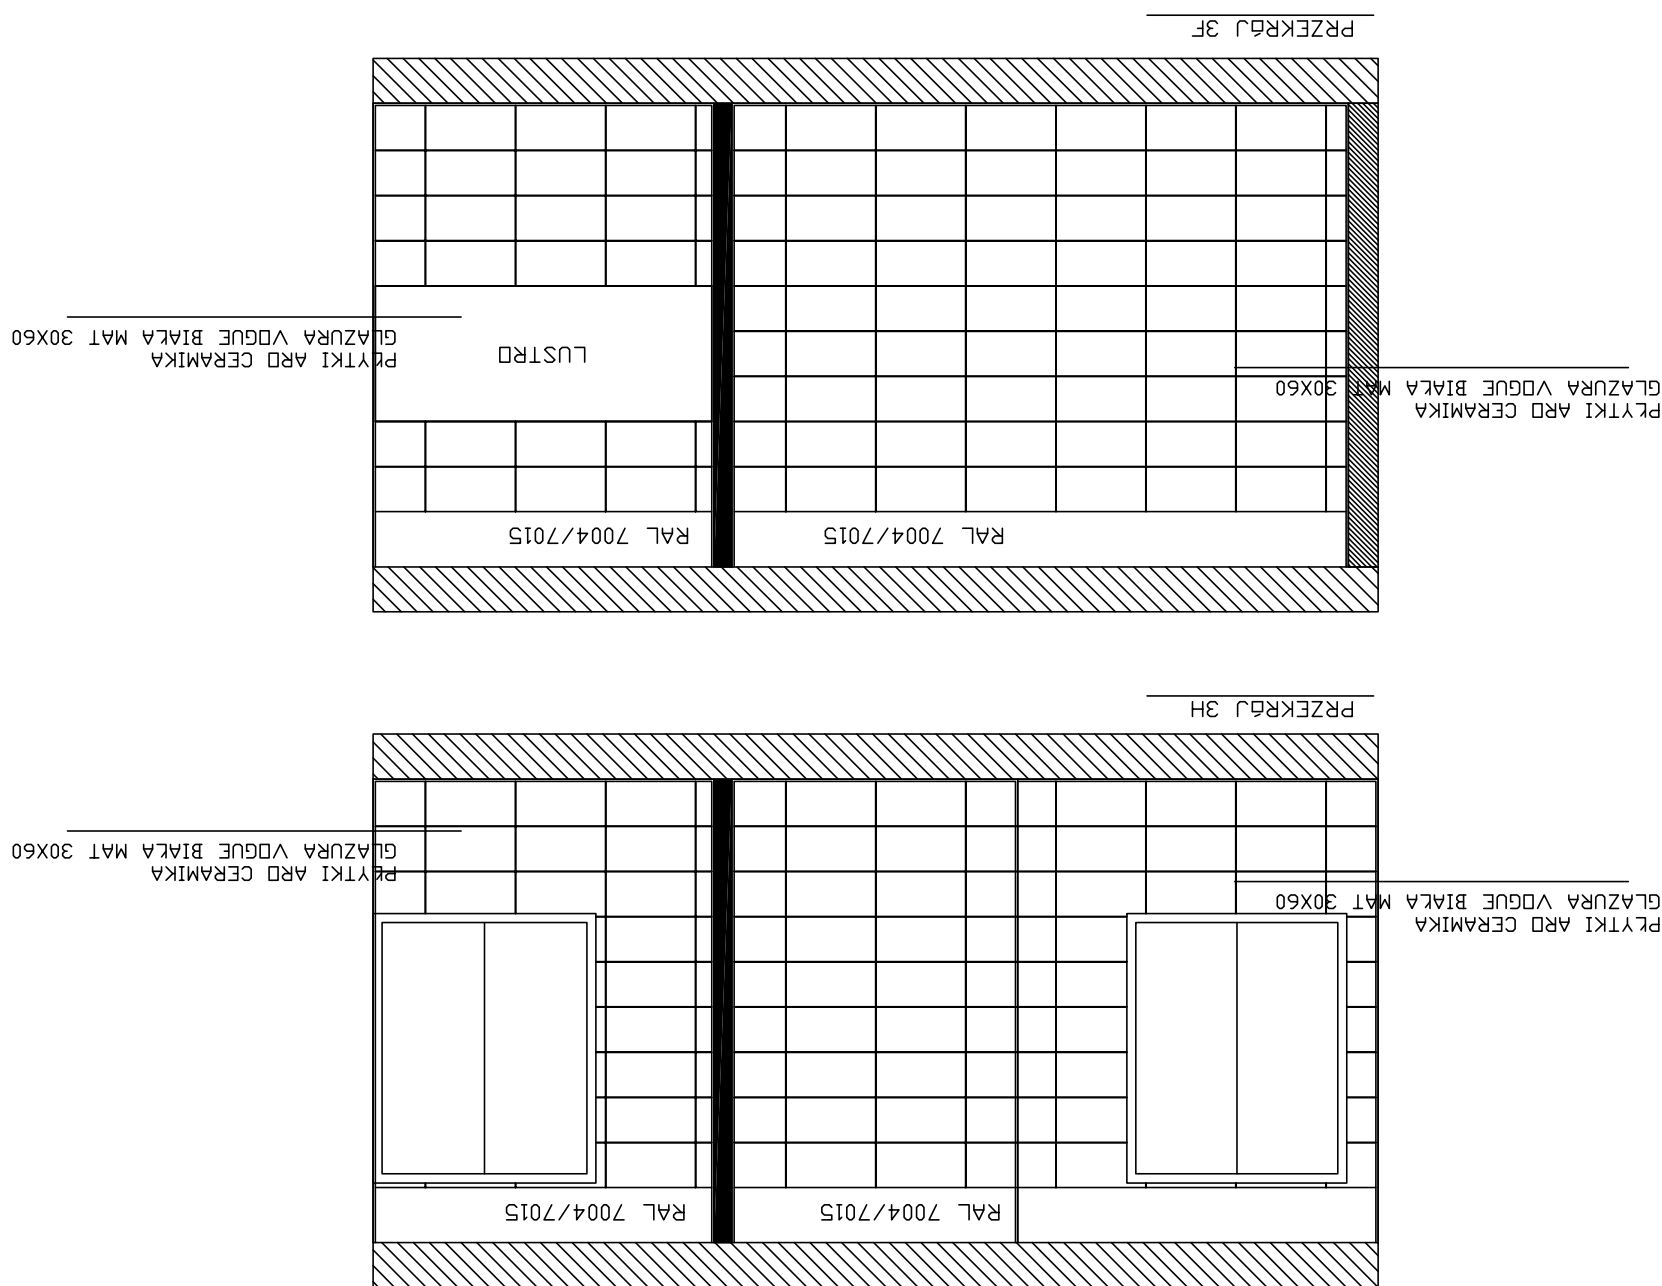 RAL 7004/7015
RAL 7004/7015
PŁYTKI ARO CERAMIKA
GLAZURA VOGUE BIAŁA MAT 30X60
PŁYTKI ARO CERAMIKA
GLAZURA VOGUE BIAŁA MAT 30X60
PRZEKRÓJ 3H
RAL 7004/7015
RAL 7004/7015
PŁYTKI ARO CERAMIKA
GLAZURA VOGUE BIAŁA MAT 30X60
LUSTRO
PŁYTKI ARO CERAMIKA
GLAZURA VOGUE BIAŁA MAT 30X60
PRZEKRÓJ 3F